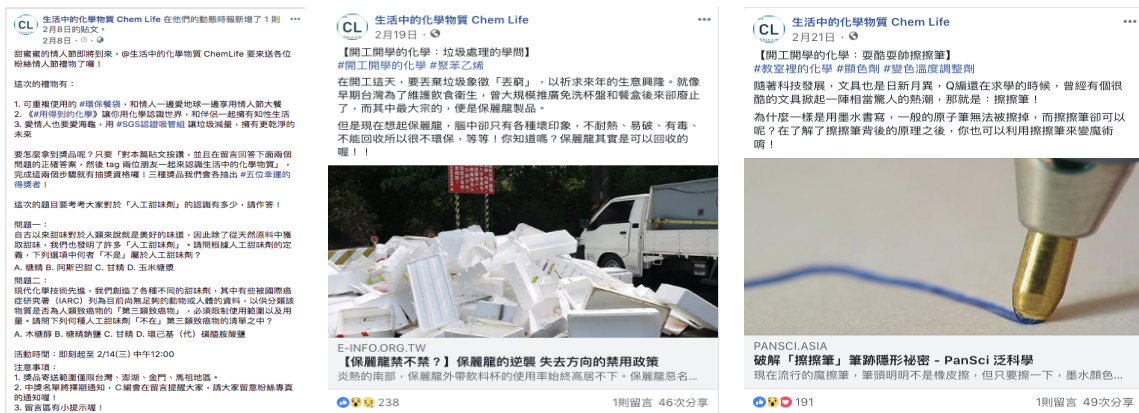 CL
生活中的化學物質 Chem Life 在他們的動態時報新增了 1 則
2月8日的貼文。
2月8日
甜蜜蜜的情人節即將到來,@生活中的化學物質 ChemLife 要來送各位
粉絲情人節禮物了喔!
這次的禮物有:
1. 可重複使用的 #環保餐袋,和情人一邊愛地球一邊享用情人節大餐
2. 《#用得到的化學》讓你用化學認識世界,和伴侶一起擁有知性生活
3. 愛情人也要愛海龜,用 #SGS認證吸管組 讓垃圾減量,擁有更乾淨的
未來
要怎麼拿到獎品呢?只要「對本篇貼文按讚,並且在留言回答下面兩個
問題的正確答案,然後 tag 兩位朋友一起來認識生活中的化學物質」,
完成這兩個步驟就有抽獎資格囉!三種獎品我們會各抽出 #五位幸運的
得獎者!
這次的題目要考考大家對於「人工甜味劑」的認識有多少,請作答!
問題一:
自古以來甜味對於人類來說就是美好的味道,因此除了從天然原料中獲
取甜味,我們也發明了許多「人工甜味劑」。請問根據人工甜味劑的定
義,下列選項中何者「不是」屬於人工甜味劑?
A. 糖精 B. 阿斯巴甜 C. 甘精 D. 玉米糖漿
問題二:
現代化學技術先進,我們創造了各種不同的甜味劑,其中有些被國際癌
症研究署(IARC)列為目前尚無足夠的動物或人體的資料,以供分類該
物質是否為人類致癌物的「第三類致癌物」,必須限制使用範圍以及用
量。請問下列何種人工甜味劑「不在」第三類致癌物的清單之中?
A. 木糖醇 B. 糖精鈉鹽 C. 甘精 D. 環己基(代)磺醯胺酸鹽
活動時間:即刻起至 2/14(三) 中午12:00
注意事項:
1. 獎品寄送範圍僅限台灣、澎湖、金門、馬祖地區。
2. 中獎名單將擇期通知,C編會在留言提醒大家,請大家留意粉絲專頁
的通知喔!
3. 留言區有小提示喔!
CL
生活中的化學物質 Chem Life
2月19日
【開工開學的化學:垃圾處理的學問】
#開工開學的化學 #聚苯乙烯
在開工這天,要丟棄垃圾象徵「丟窮」,以祈求來年的生意興隆。就像
早期台灣為了維護飲食衛生,曾大規模推廣免洗杯盤和餐盒後來卻廢止
了,而其中最大宗的,便是保麗龍製品。
但是現在想起保麗龍,腦中卻只有各種壞印象,不耐熱、易破、有毒、
不能回收所以很不環保,等等!你知道嗎?保麗龍其實是可以回收的
喔!!
E-INFO.ORG.TW
【保麗龍禁不禁?】保麗龍的逆襲 失去方向的禁用政策
炎熱的南部,保麗龍外帶飲料杯的使用率始終高居不下。保麗龍惡名...
238
1則留言 46次分享
CL
生活中的化學物質 Chem Life
2月21日
【開工開學的化學:耍酷耍帥擦擦筆】
#教室裡的化學 #顯色劑 #變色溫度調整劑
隨著科技發展,文具也是日新月異,Q編還在求學的時候,曾經有個很
酷的文具掀起一陣相當驚人的熱潮,那就是:擦擦筆!
為什麼一樣是用墨水書寫,一般的原子筆無法被擦掉,而擦擦筆卻可以
呢?在了解了擦擦筆背後的原理之後,你也可以利用擦擦筆來變魔術
唷!
PANSCI.ASIA
破解「擦擦筆」筆跡隱形祕密 - PanSci 泛科學
現在流行的魔擦筆,筆頭明明不是橡皮擦,但只要擦一下,墨水顏色...
191
1則留言 49次分享